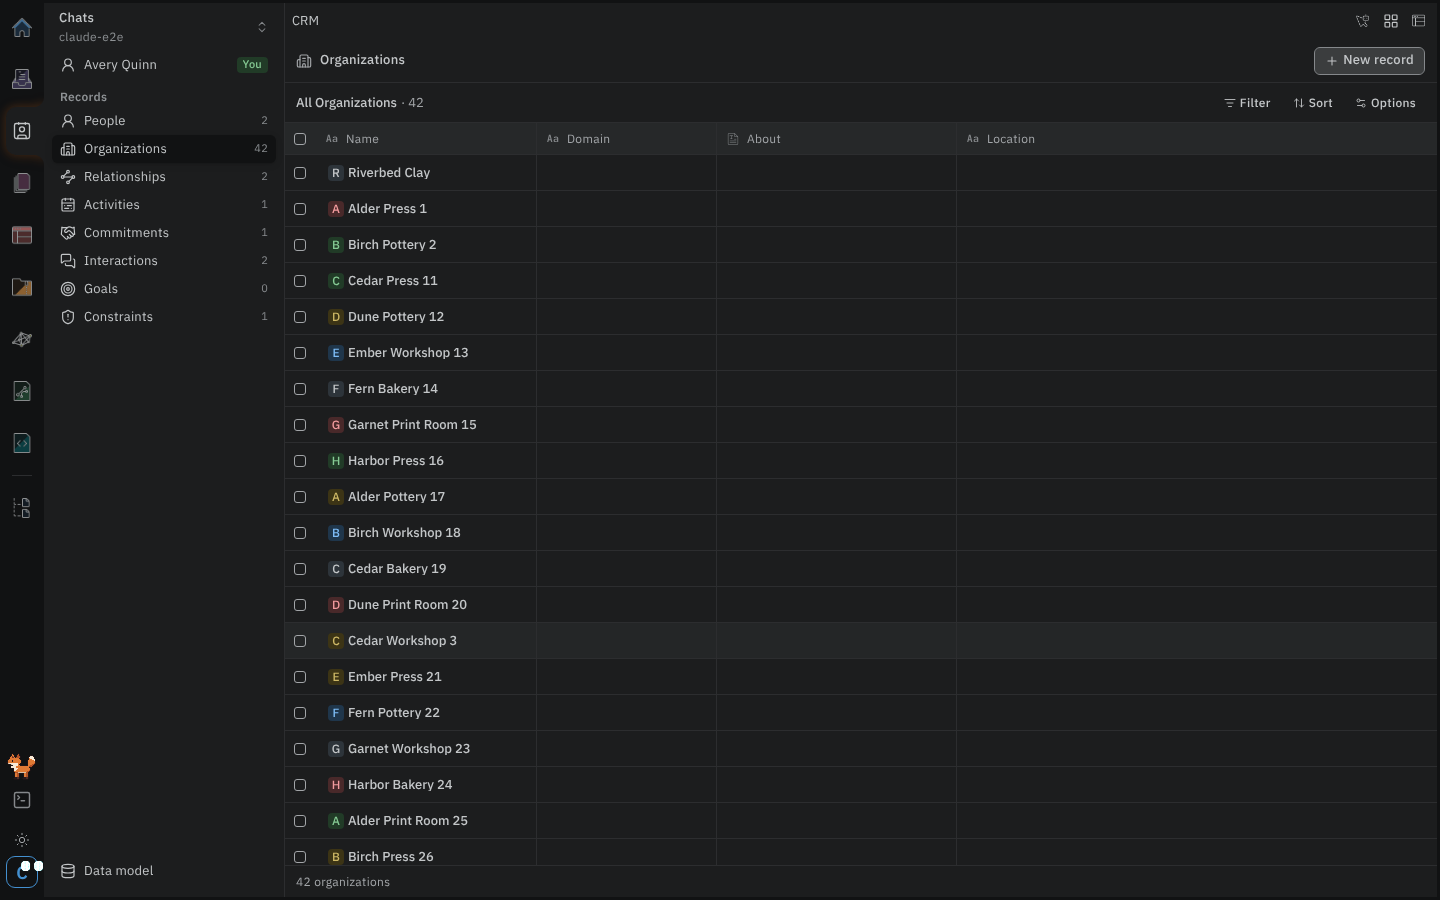 Chats
claude-e2e
Avery Quinn You
Records
People 2
Organizations 42
Relationships 2
Activities 1
Commitments 1
Interactions 2
Goals 0
Constraints 1
Data model
C
CRM
Organizations
New record
All Organizations · 42
Filter Sort Options
Aa Name Aa Domain About Aa Location
R Riverbed Clay
A Alder Press 1
B Birch Pottery 2
C Cedar Press 11
D Dune Pottery 12
E Ember Workshop 13
F Fern Bakery 14
G Garnet Print Room 15
H Harbor Press 16
A Alder Pottery 17
B Birch Workshop 18
C Cedar Bakery 19
D Dune Print Room 20
C Cedar Workshop 3
E Ember Press 21
F Fern Pottery 22
G Garnet Workshop 23
H Harbor Bakery 24
A Alder Print Room 25
B Birch Press 26
42 organizations